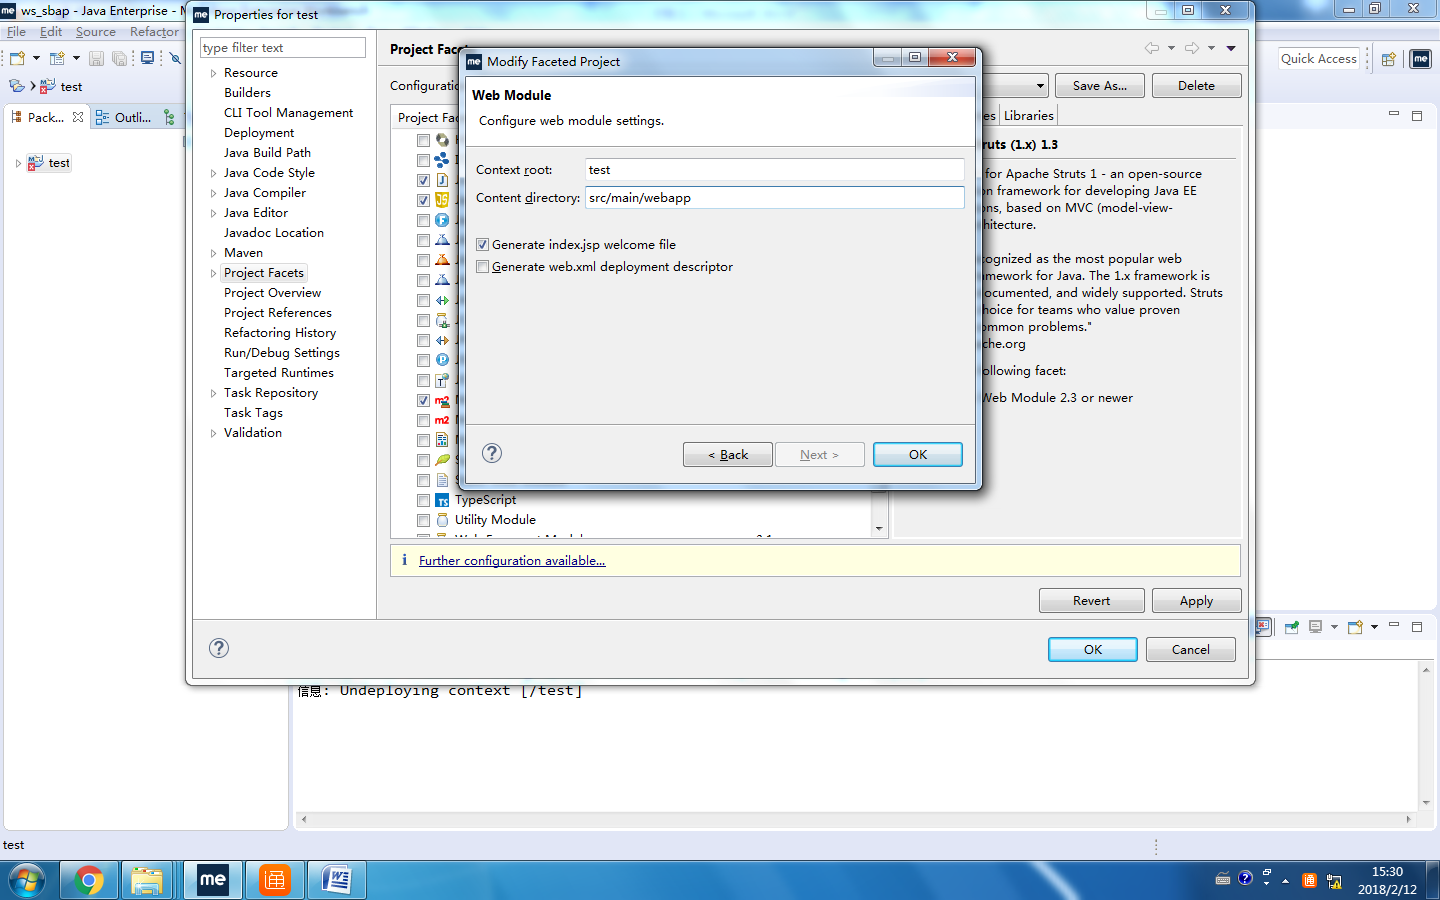 me ws_sbap - Java Enterprise - M
File Edit Source Refactor
test
Pack...
Outli...
test
me Properties for test
type filter text
Resource
Builders
CLI Tool Management
Deployment
Java Build Path
Java Code Style
Java Compiler
Java Editor
Javadoc Location
Maven
Project Facets
Project Overview
Project References
Refactoring History
Run/Debug Settings
Targeted Runtimes
Task Repository
Task Tags
Validation
Project Facet
Configuratio
Save As...
Delete
Project Fac
Libraries
ruts (1.x) 1.3
for Apache Struts 1 - an open-source
n framework for developing Java EE
ns, based on MVC (model-view-
hitecture.
cognized as the most popular web
mework for Java. The 1.x framework is
ocumented, and widely supported. Struts
hoice for teams who value proven
ommon problems."
che.org
ollowing facet:
Web Module 2.3 or newer
me Modify Faceted Project
Web Module
Configure web module settings.
Context root: test
Content directory: src/main/webapp
Generate index.jsp welcome file
Generate web.xml deployment descriptor
< Back
Next >
OK
TypeScript
Utility Module
Further configuration available...
Revert
Apply
OK
Cancel
Quick Access
me
信息: Undeploying context [/test]
test
me
15:30
2018/2/12